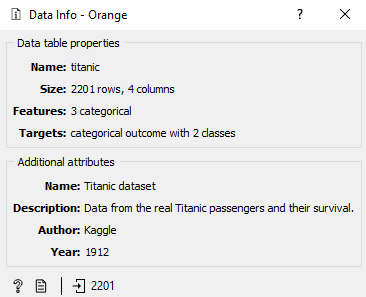 Data Info - Orange
Data table properties
Name: titanic
Size: 2201 rows, 4 columns
Features: 3 categorical
Targets: categorical outcome with 2 classes
Additional attributes
Name: Titanic dataset
Description: Data from the real Titanic passengers and their survival.
Author: Kaggle
Year: 1912
2201